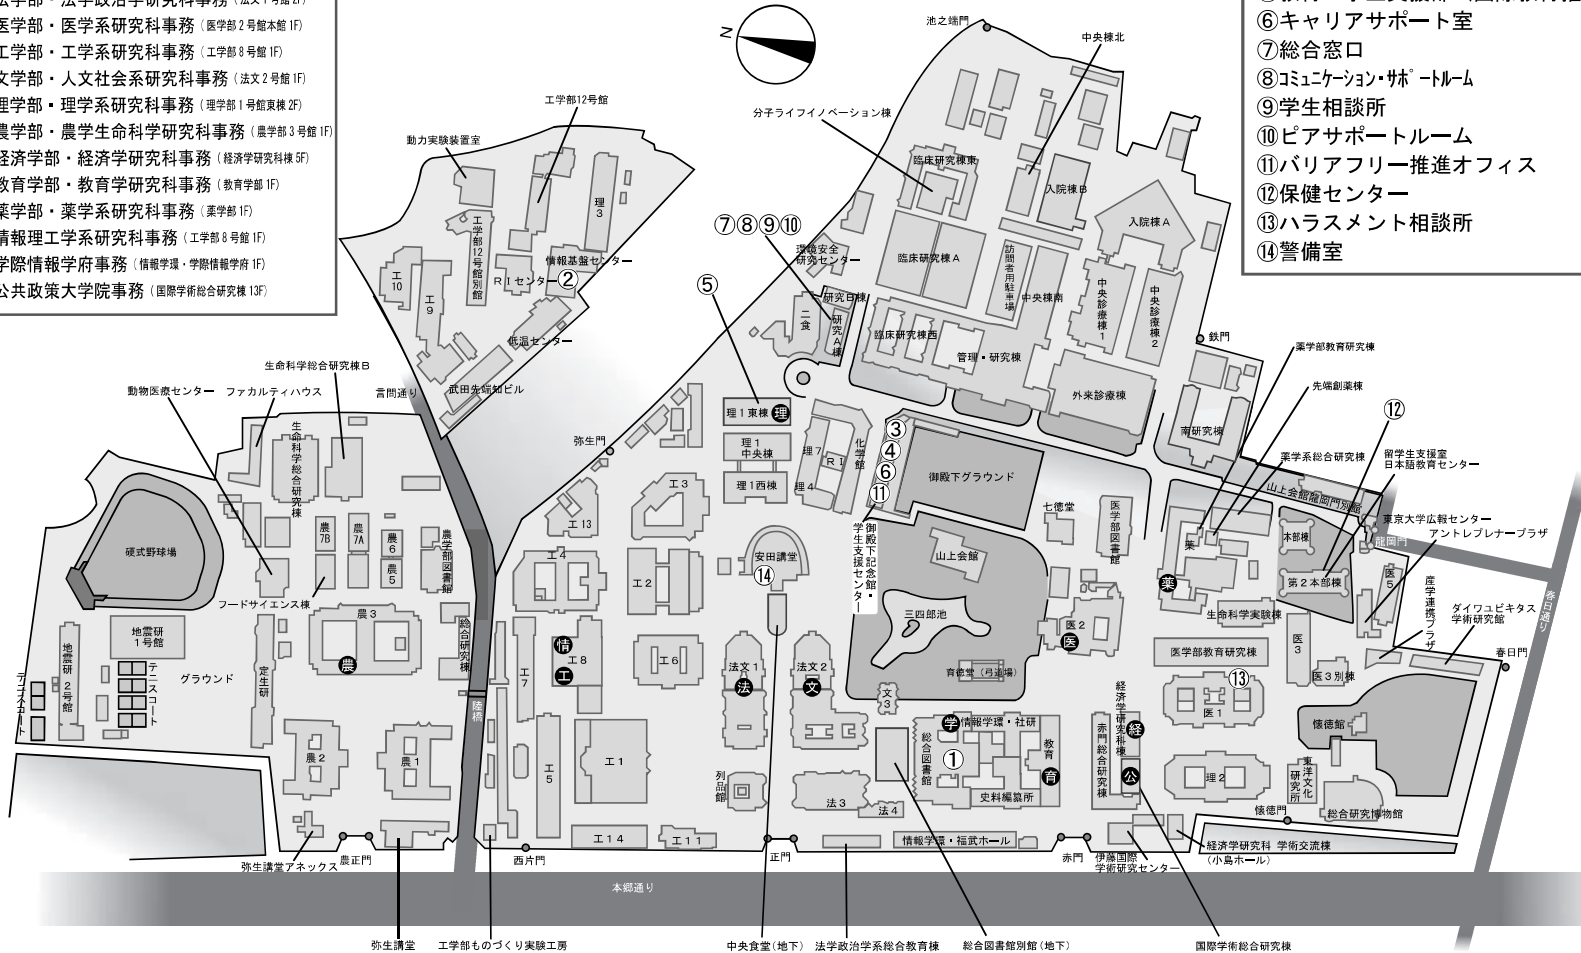 医学部・医学系研究科事務（医学部2号館本館1F）
工学部・工学系研究科事務（工学部8号館1F）
文学部・人文社会系研究科事務（法文2号館1F）
理学部・理学系研究科事務（理学部1号館東棟2F）
農学部・農学生命科学研究科事務（農学部3号館1F）
経済学部・経済学研究科事務（経済学研究科棟5F）
教育学部・教育学研究科事務（教育学部1F）
薬学部・薬学系研究科事務（薬学部1F）
情報理工学系研究科事務（工学部8号館1F）
学際情報学府事務（情報学環・学際情報学府1F）
公共政策大学院事務（国際学術総合研究棟13F）
⑥キャリアサポート室
⑦総合窓口
⑧コミュニケーション・サポートルーム
⑨学生相談所
⑩ピアサポートルーム
⑪バリアフリー推進オフィス
⑫保健センター
⑬ハラスメント相談所
⑭警備室
N
池之端門
中央棟北
分子ライフイノベーション棟
工学部12号館
動力実験装置室
理3
工学部12号館別館
情報基盤センター
RIセンター
②
工10
工9
低温センター
武田先端知ビル
臨床研究棟東
入院棟B
入院棟A
⑦⑧⑨⑩
環境安全
研究センター
臨床研究棟A
訪問者用駐車場
中央棟南
中央診療棟1
中央診療棟2
⑤
研究B棟
研究A棟
二食
臨床研究棟西
管理・研究棟
外来診療棟
鉄門
薬学部教育研究棟
先端創薬棟
⑫
南研究棟
薬学系総合研究棟
留学生支援室
日本語教育センター
山上会館龍岡門別館
東京大学広報センター
アントレプレナープラザ
龍岡門
生命科学総合研究棟B
動物医療センター
ファカルティハウス
言問通り
弥生門
生命科学総合研究棟
理1東棟
理
理1
中央棟
理1西棟
理7
RI
理4
化学館
③
④
⑥
⑪
御殿下グラウンド
御殿下記念館・
学生支援センター
七徳堂
医学部図書館
本部棟
第2本部棟
薬
薬
医5
産学連携プラザ
ダイワユビキタス
学術研究館
春日通り
春日門
硬式野球場
農7B
農7A
農6
農5
農学部図書館
フードサイエンス棟
工13
工3
工4
工2
安田講堂
⑭
山上会館
三四郎池
医2
医
生命科学実験棟
医3
医学部教育研究棟
医3別棟
地震研
1号館
地震研2号館
テニスコート
テニスコート
グラウンド
定生研
農3
農
総合研究棟
陸橋
工7
情
工8
工
工6
法文1
法
法文2
文
育徳堂（弓道場）
文3
⑬
医1
懐徳館
農2
農1
工5
工1
列品館
法3
法4
総合図書館
学
情報学環・社研
①
教育
育
史料編纂所
赤門総合研究棟
経済学研究科棟
経
公
理2
東洋文化研究所
総合研究博物館
懐徳門
弥生講堂アネックス
農正門
西片門
工14
工11
正門
情報学環・福武ホール
赤門
伊藤国際
学術研究センター
経済学研究科 学術交流棟
（小島ホール）
本郷通り
弥生講堂
工学部ものづくり実験工房
中央食堂（地下）
法学政治学系総合教育棟
総合図書館別館（地下）
国際学術総合研究棟